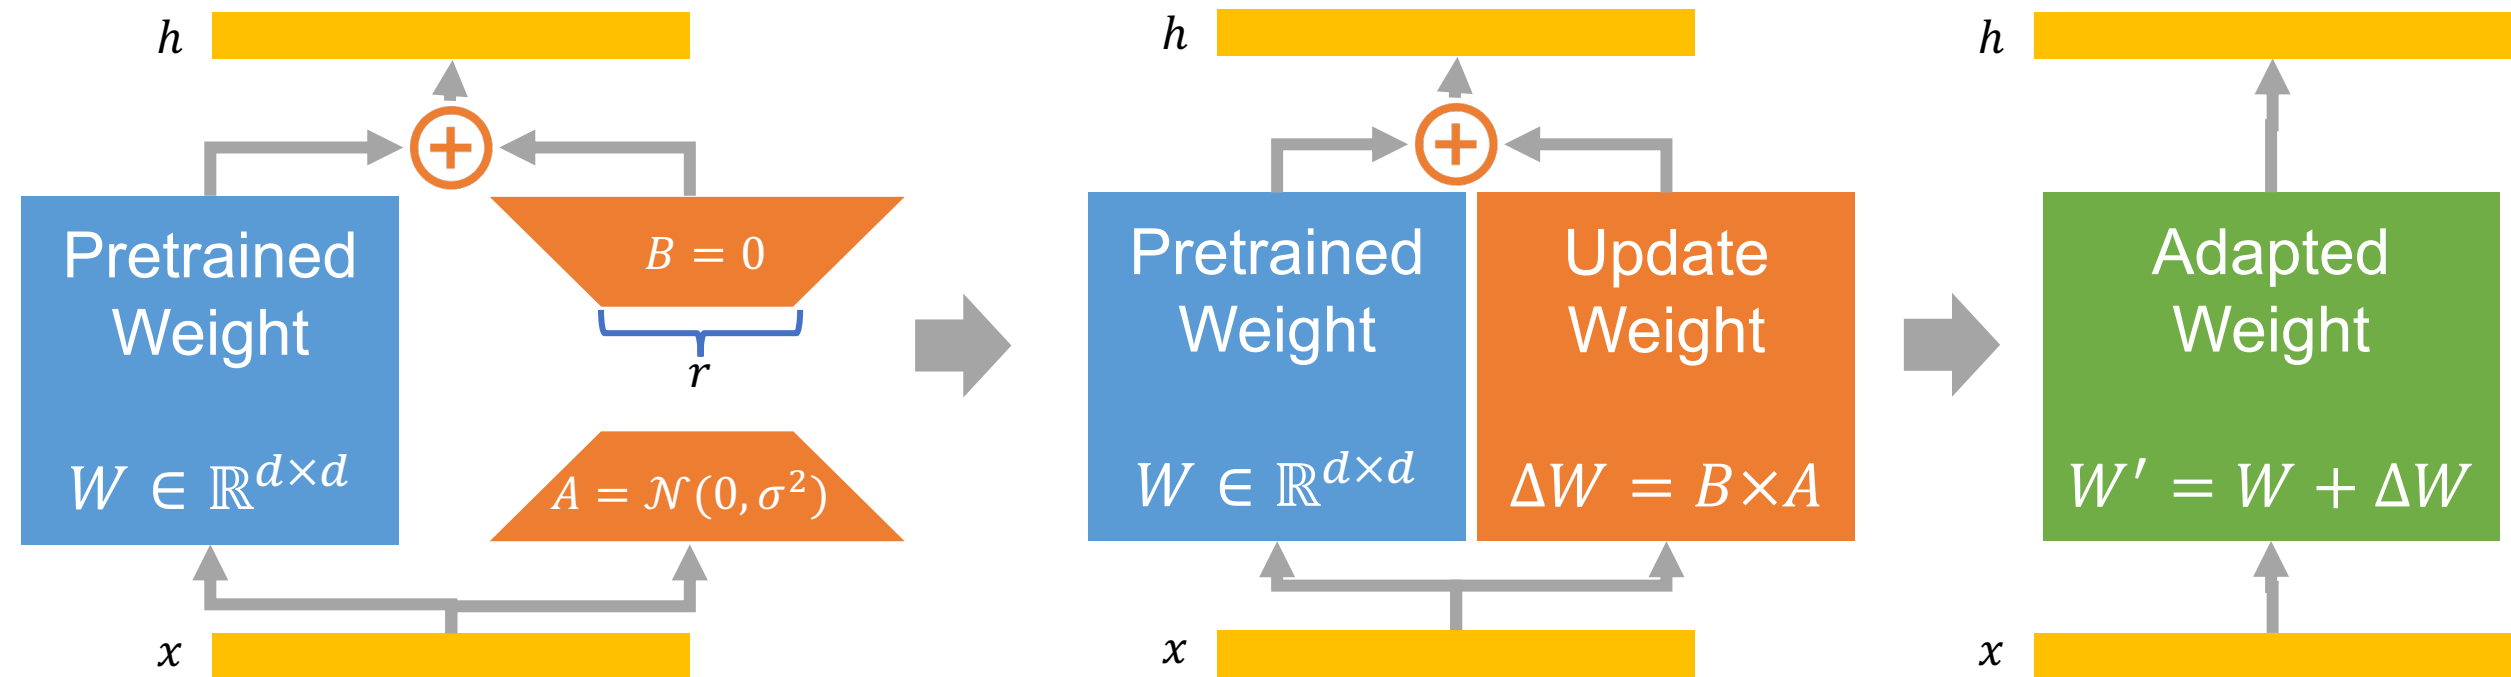 h
Pretrained
Weight
W ∈ ℝ^{d×d}
B = 0
r
A = 𝒩(0, σ²)
x
h
Pretrained
Weight
W ∈ ℝ^{d×d}
Update
Weight
ΔW = B×A
x
h
Adapted
Weight
W′ = W + ΔW
x